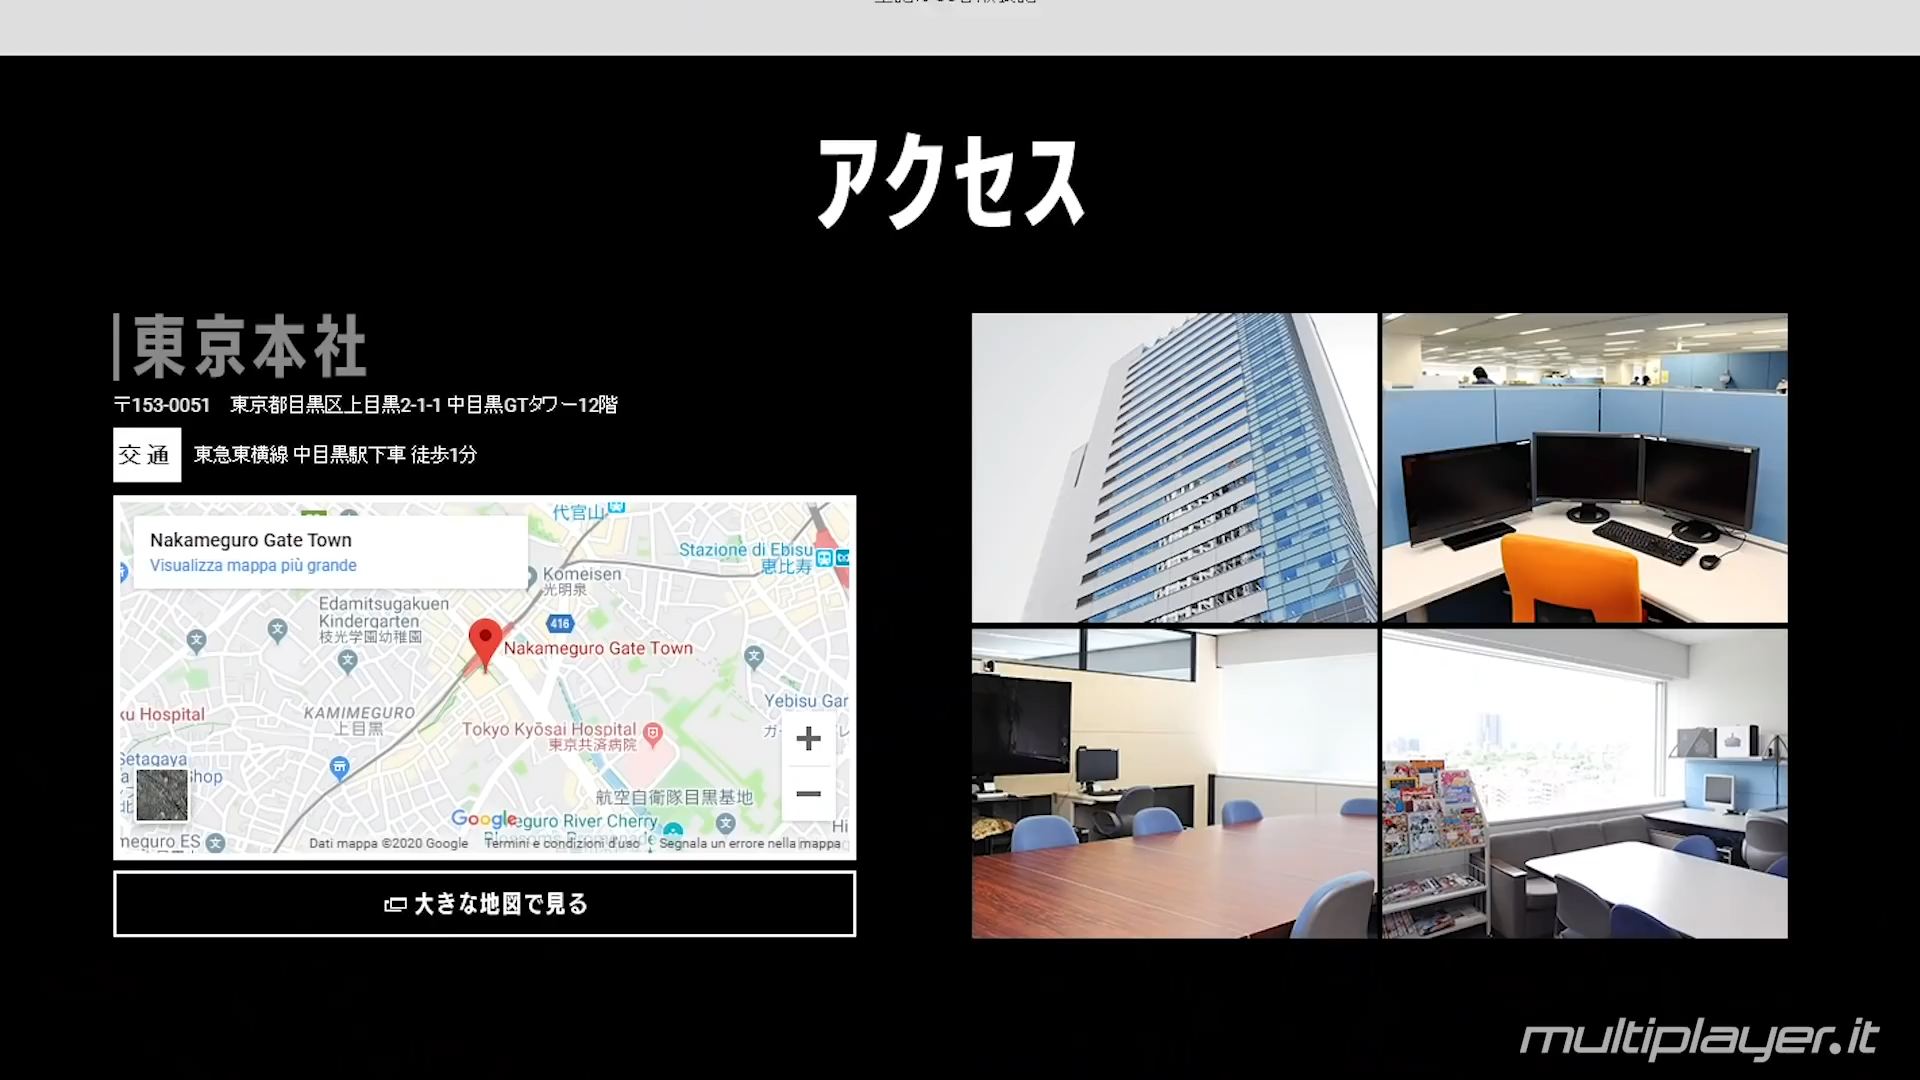 アクセス
東京本社
〒153-0051 東京都目黒区上目黒2-1-1 中目黒GTタワー12階
交通 東急東横線 中目黒駅下車 徒歩1分
代官山
Nakameguro Gate Town
Visualizza mappa più grande
Stazione di Ebisu
恵比寿
Komeisen
光明泉
Edamitsugakuen
Kindergarten
枝光学園幼稚園
416
Nakameguro Gate Town
Yebisu Gar
ku Hospital
KAMIMEGURO
上目黒
Tokyo Kyōsai Hospital
東京共済病院
Setagaya
航空自衛隊目黒基地
Google
eguro River Cherry
meguro ES
Hi
Dati mappa ©2020 Google
Termini e condizioni d'uso
Segnala un errore nella mappa
大きな地図で見る
multiplayer.it